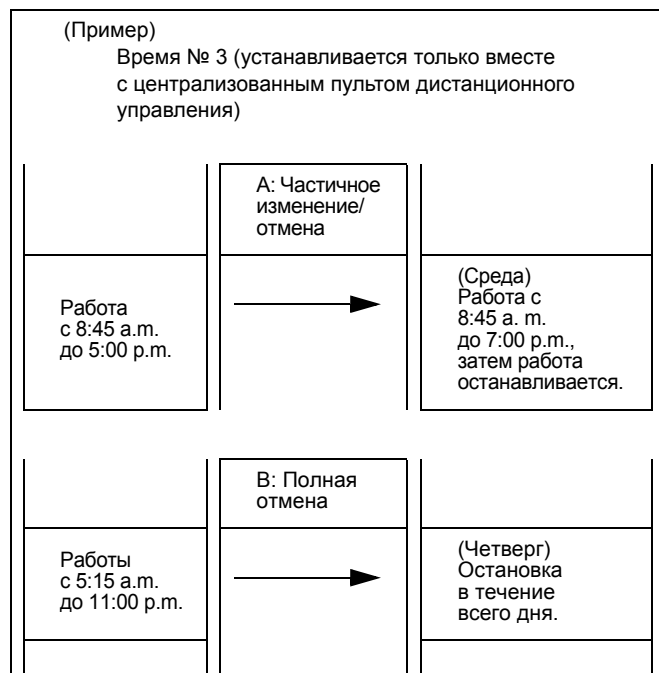 (Пример)
Время № 3 (устанавливается только вместе
с централизованным пультом дистанционного
управления)
A: Частичное
изменение/
отмена
Работа
с 8:45 a.m.
до 5:00 p.m.
(Среда)
Работа с
8:45 a. m.
до 7:00 p.m.,
затем работа
останавливается.
B: Полная
отмена
Работы
с 5:15 a.m.
до 11:00 p.m.
(Четверг)
Остановка
в течение
всего дня.